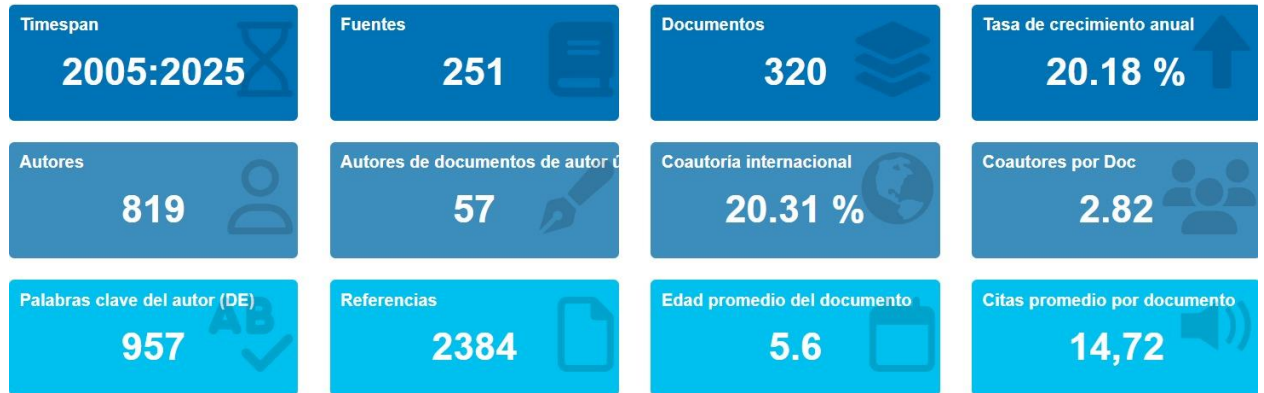 Timespan
2005:2025
Fuentes
251
Documentos
320
Tasa de crecimiento anual
20.18 %
Autores
819
Autores de documentos de autor ú
57
Coautoría internacional
20.31 %
Coautores por Doc
2.82
Palabras clave del autor (DE)
957
Referencias
2384
Edad promedio del documento
5.6
Citas promedio por documento
14,72
AB